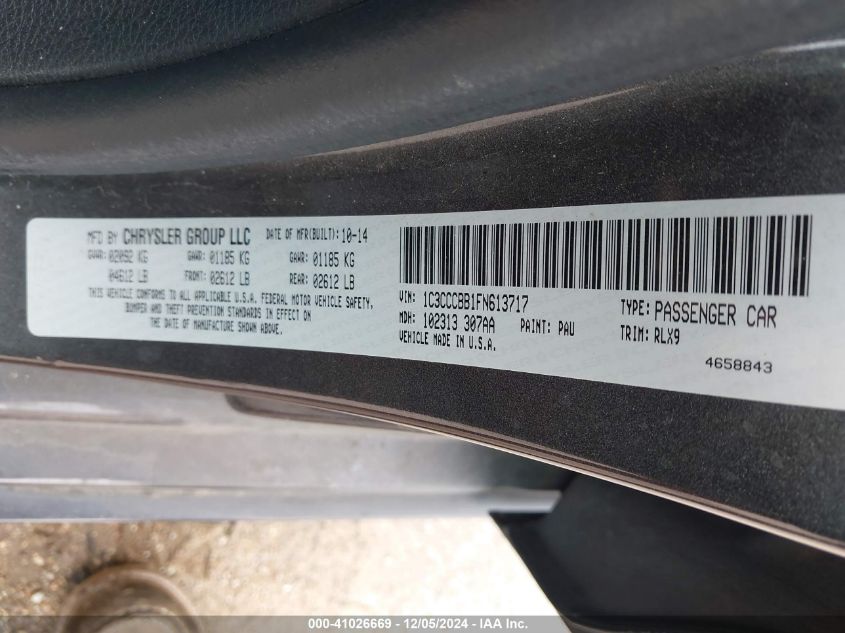 MFD BY CHRYSLER GROUP LLC DATE OF MFR(BUILT): 10-14
GVWR: 02092 KG GAWR: 01185 KG GAWR: 01185 KG
04612 LB FRONT: 02612 LB REAR: 02612 LB
THIS VEHICLE CONFORMS TO ALL APPLICABLE U.S.A. FEDERAL MOTOR VEHICLE SAFETY,
BUMPER AND THEFT PREVENTION STANDARDS IN EFFECT ON
THE DATE OF MANUFACTURE SHOWN ABOVE.
VIN: 1C3CCCBB1FN613717 TYPE: PASSENGER CAR
MDH: 102313 307AA PAINT: PAU TRIM: RLX9
VEHICLE MADE IN U.S.A.
4658843
000-41026669 - 12/05/2024 - IAA Inc.